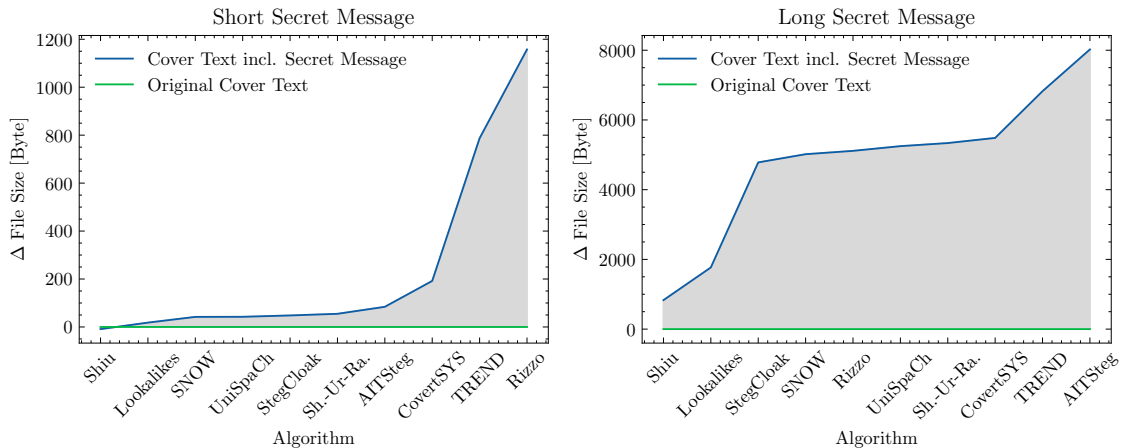 Short Secret Message
Δ File Size [Byte]
1200
1000
800
600
400
200
0
Cover Text incl. Secret Message
Original Cover Text
Shiu
Lookalikes
SNOW
UniSpaCh
StegCloak
Sh.-Ur-Ra.
AITSteg
CovertSYS
TREND
Rizzo
Algorithm
Long Secret Message
Δ File Size [Byte]
8000
6000
4000
2000
0
Cover Text incl. Secret Message
Original Cover Text
Shiu
Lookalikes
StegCloak
SNOW
Rizzo
UniSpaCh
Sh.-Ur-Ra.
CovertSYS
TREND
AITSteg
Algorithm